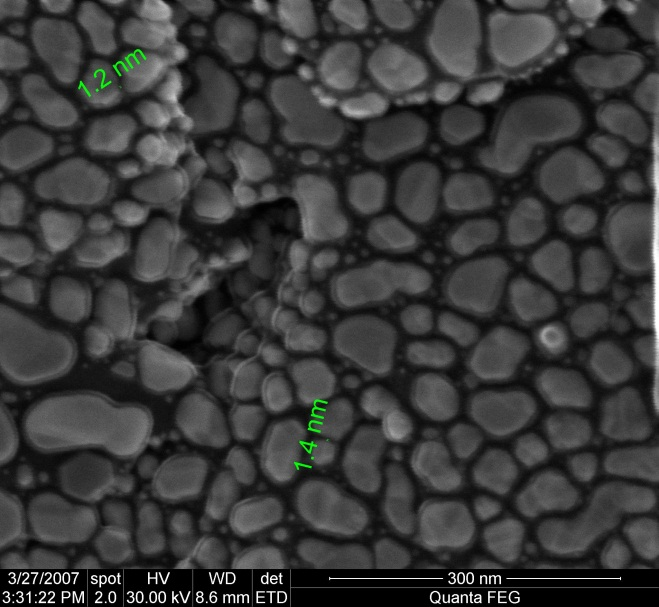 1.2 nm
1.4 nm
3/27/2007 spot HV WD det 300 nm
3:31:22 PM 2.0 30.00 kV 8.6 mm ETD Quanta FEG